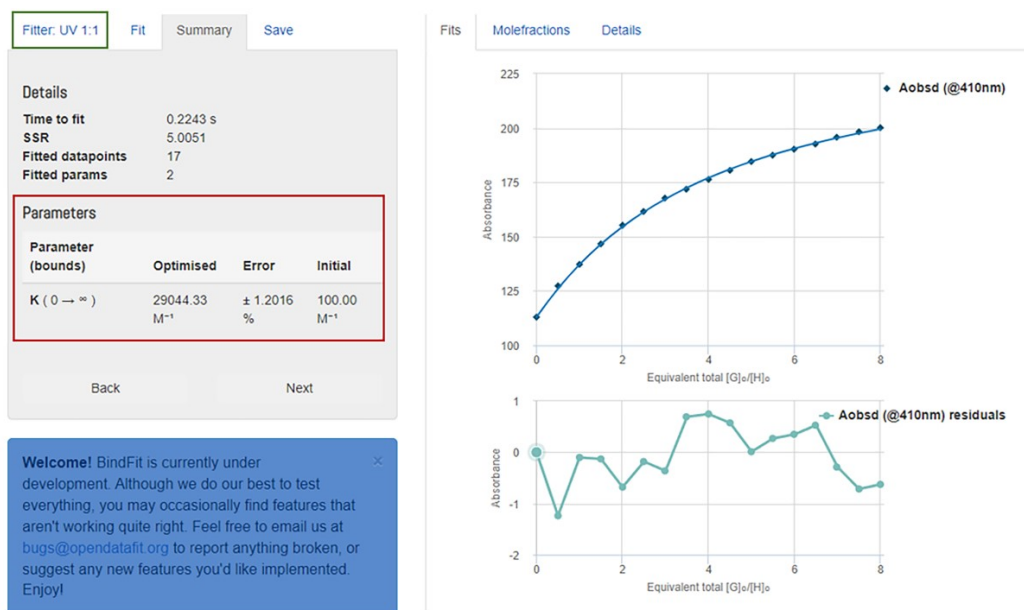 Fitter: UV 1:1 Fit Summary Save
Details
Time to fit 0.2243 s
SSR 5.0051
Fitted datapoints 17
Fitted params 2
Parameters
Parameter
(bounds) Optimised Error Initial
K ( 0 → ∞ ) 29044.33 ± 1.2016 100.00
M⁻¹ % M⁻¹
Back Next
Welcome! BindFit is currently under ×
development. Although we do our best to test
everything, you may occasionally find features that
aren't working quite right. Feel free to email us at
bugs@opendatafit.org to report anything broken, or
suggest any new features you'd like implemented.
Enjoy!
Fits Molefractions Details
225
200
175
150
125
100
Absorbance
0 2 4 6 8
Equivalent total [G]₀/[H]₀
Aobsd (@410nm)
1
0
-1
-2
Absorbance
0 2 4 6 8
Equivalent total [G]₀/[H]₀
Aobsd (@410nm) residuals